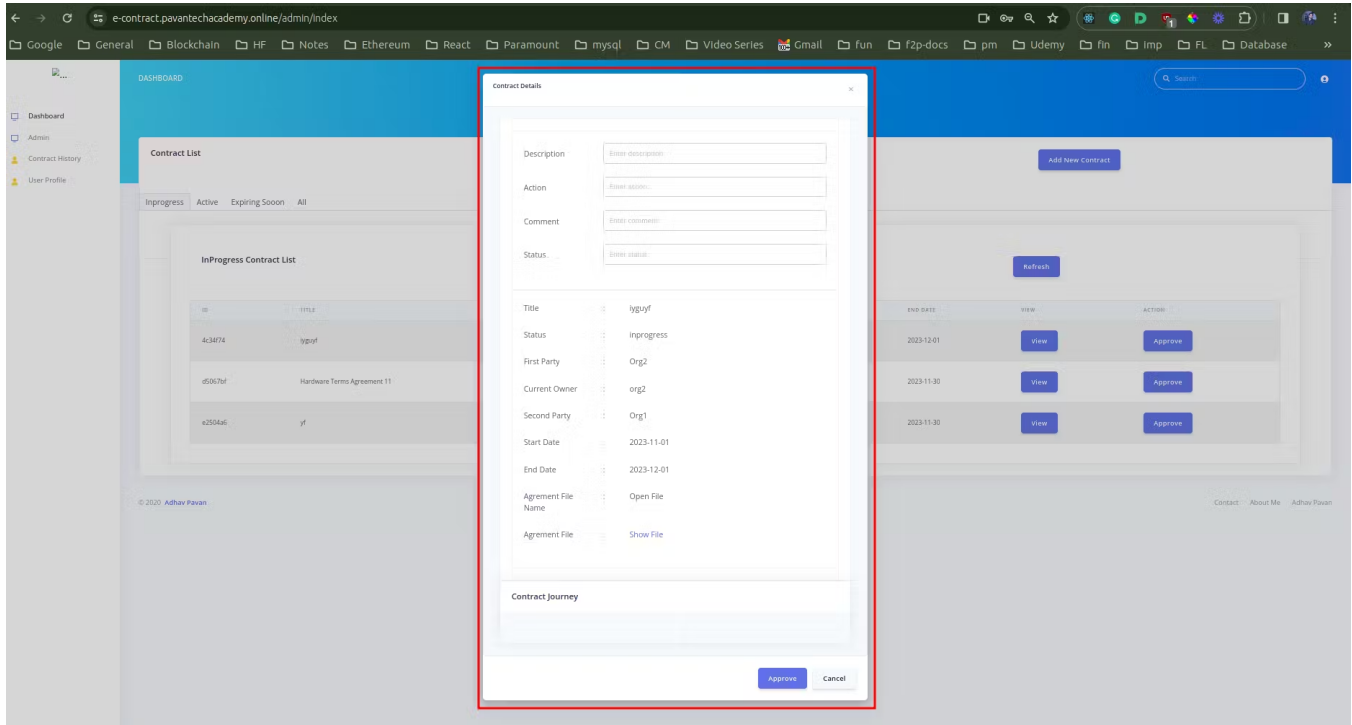 e-contract.pavantechacademy.online/admin/index
Google General Blockchain HF Notes Ethereum React Paramount mysql CM Video Series Gmail fun f2p-docs pm Udemy fin Imp FL Database »
...
Dashboard
Admin
Contract History
User Profile
DASHBOARD
Search
Contract List
Add New Contract
Inprogress Active Expiring Sooon All
InProgress Contract List
Refresh
ID TITLE END DATE VIEW ACTION
4c34f74 iyguyf 2023-12-01 View Approve
d5067bf Hardware Terms Agreement 11 2023-11-30 View Approve
e2504a6 yf 2023-11-30 View Approve
© 2020 Adhav Pavan
Contact About Me Adhav Pavan
Contract Details ×
Description Enter description
Action Enter action
Comment Enter comment
Status Enter status
Title : iyguyf
Status : inprogress
First Party : Org2
Current Owner : org2
Second Party : Org1
Start Date : 2023-11-01
End Date : 2023-12-01
Agrement File : Open File
Name
Agrement File : Show File
Contract Journey
Approve Cancel